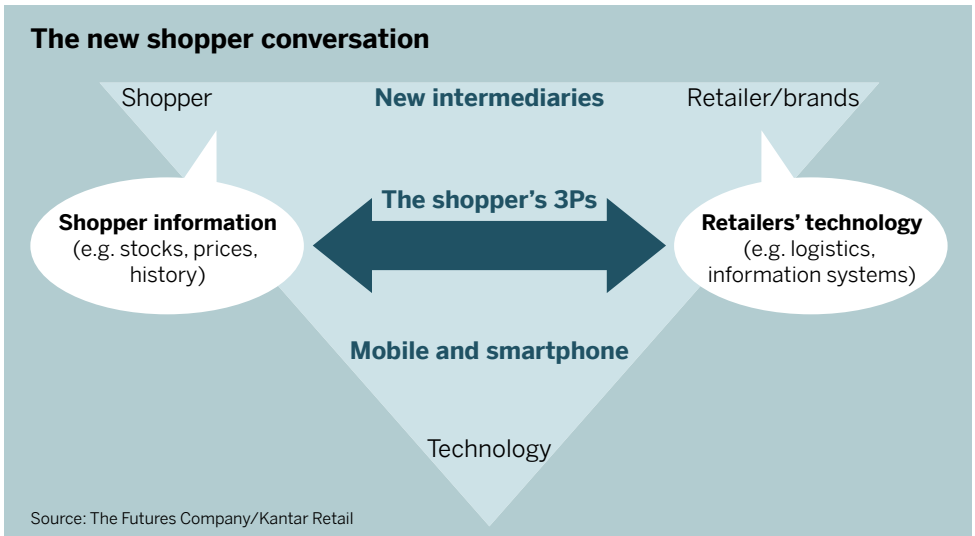 The new shopper conversation
Shopper
New intermediaries
Retailer/brands
The shopper’s 3Ps
Shopper information
(e.g. stocks, prices,
history)
Retailers’ technology
(e.g. logistics,
information systems)
Mobile and smartphone
Technology
Source: The Futures Company/Kantar Retail